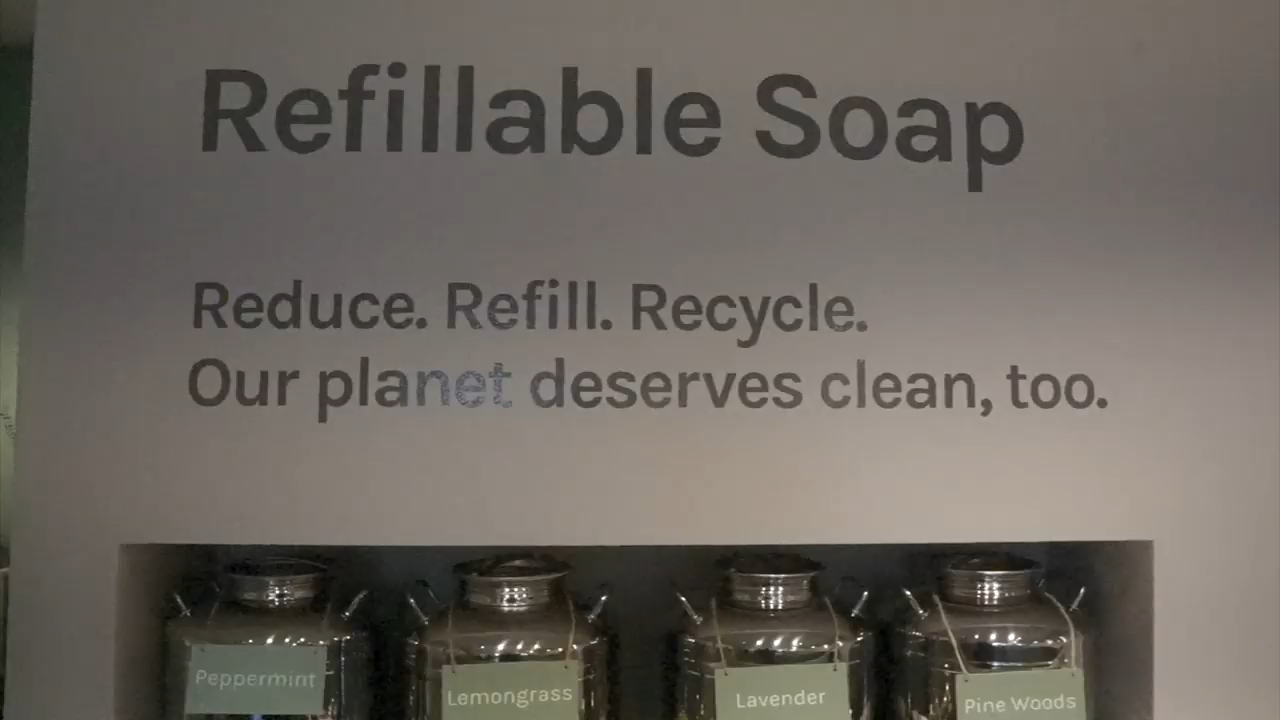 Refillable Soap
Reduce. Refill. Recycle.
Our planet deserves clean, too.
Peppermint
Lemongrass
Lavender
Pine Woods